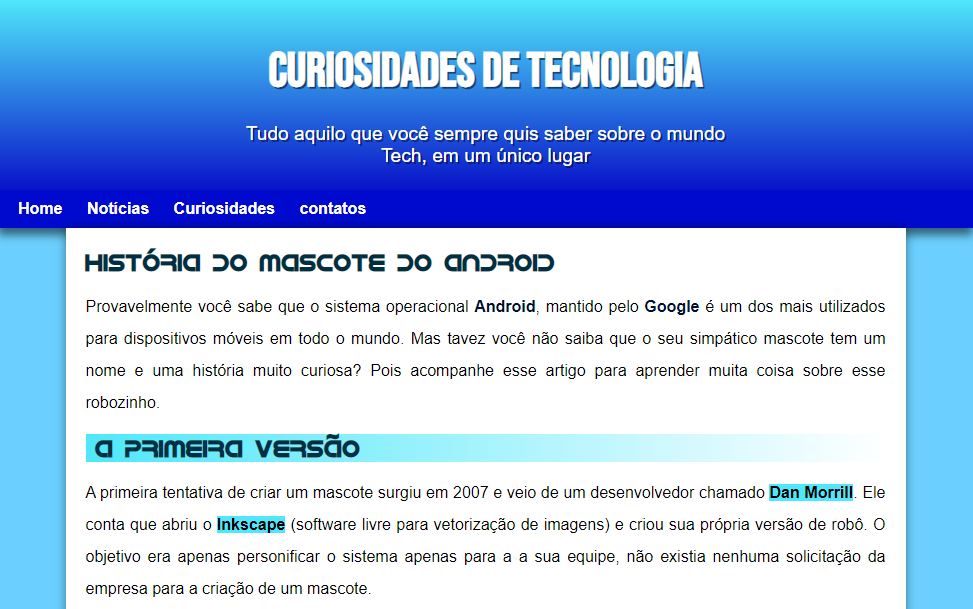 CURIOSIDADES DE TECNOLOGIA
Tudo aquilo que você sempre quis saber sobre o mundo
Tech, em um único lugar
Home Notícias Curiosidades contatos
História do Mascote do Android
Provavelmente você sabe que o sistema operacional Android, mantido pelo Google é um dos mais utilizados
para dispositivos móveis em todo o mundo. Mas tavez você não saiba que o seu simpático mascote tem um
nome e uma história muito curiosa? Pois acompanhe esse artigo para aprender muita coisa sobre esse
robozinho.
A primeira versão
A primeira tentativa de criar um mascote surgiu em 2007 e veio de um desenvolvedor chamado Dan Morrill. Ele
conta que abriu o Inkscape (software livre para vetorização de imagens) e criou sua própria versão de robô. O
objetivo era apenas personificar o sistema apenas para a a sua equipe, não existia nenhuma solicitação da
empresa para a criação de um mascote.